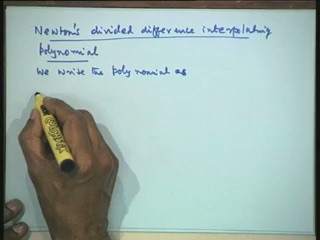 Newton's divided difference interpolating
polynomial
We write the polynomial as